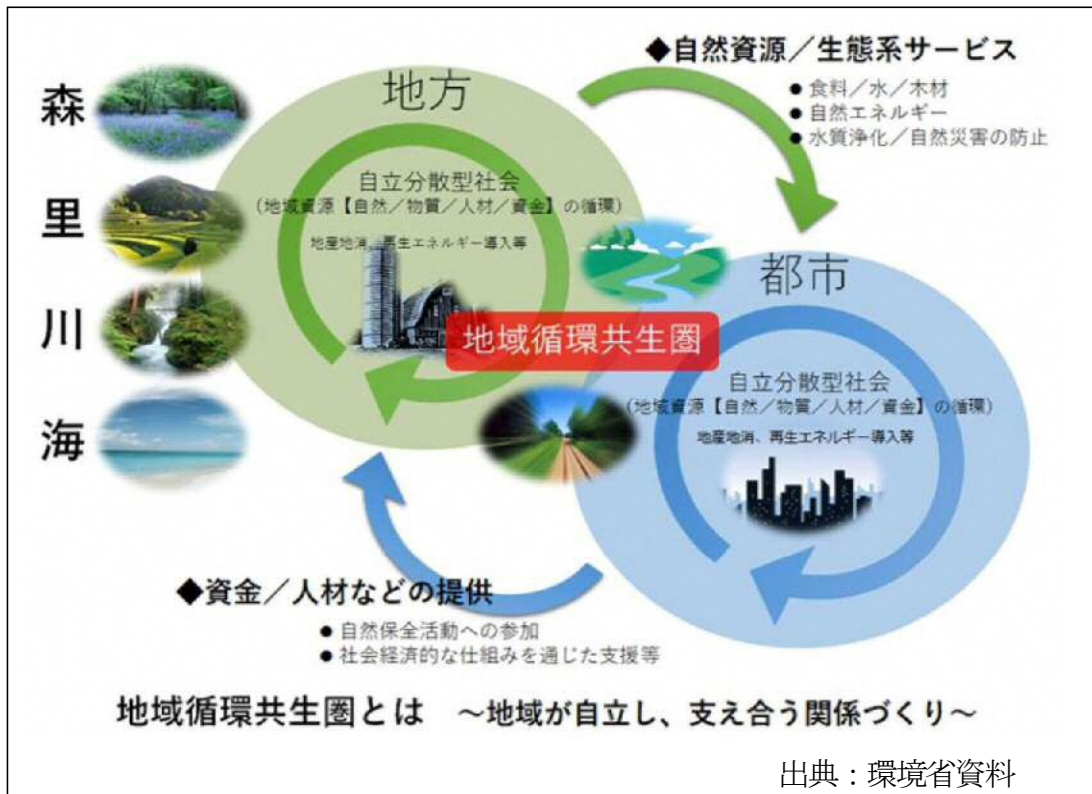 ◆自然資源／生態系サービス
● 食料／水／木材
● 自然エネルギー
● 水質浄化／自然災害の防止
森
里
川
海
地方
自立分散型社会
（地域資源【自然／物質／人材／資金】の循環）
地産地消、再生エネルギー導入等
地域循環共生圏
都市
自立分散型社会
（地域資源【自然／物質／人材／資金】の循環）
地産地消、再生エネルギー導入等
◆資金／人材などの提供
● 自然保全活動への参加
● 社会経済的な仕組みを通じた支援等
地域循環共生圏とは　～地域が自立し、支え合う関係づくり～
出典：環境省資料